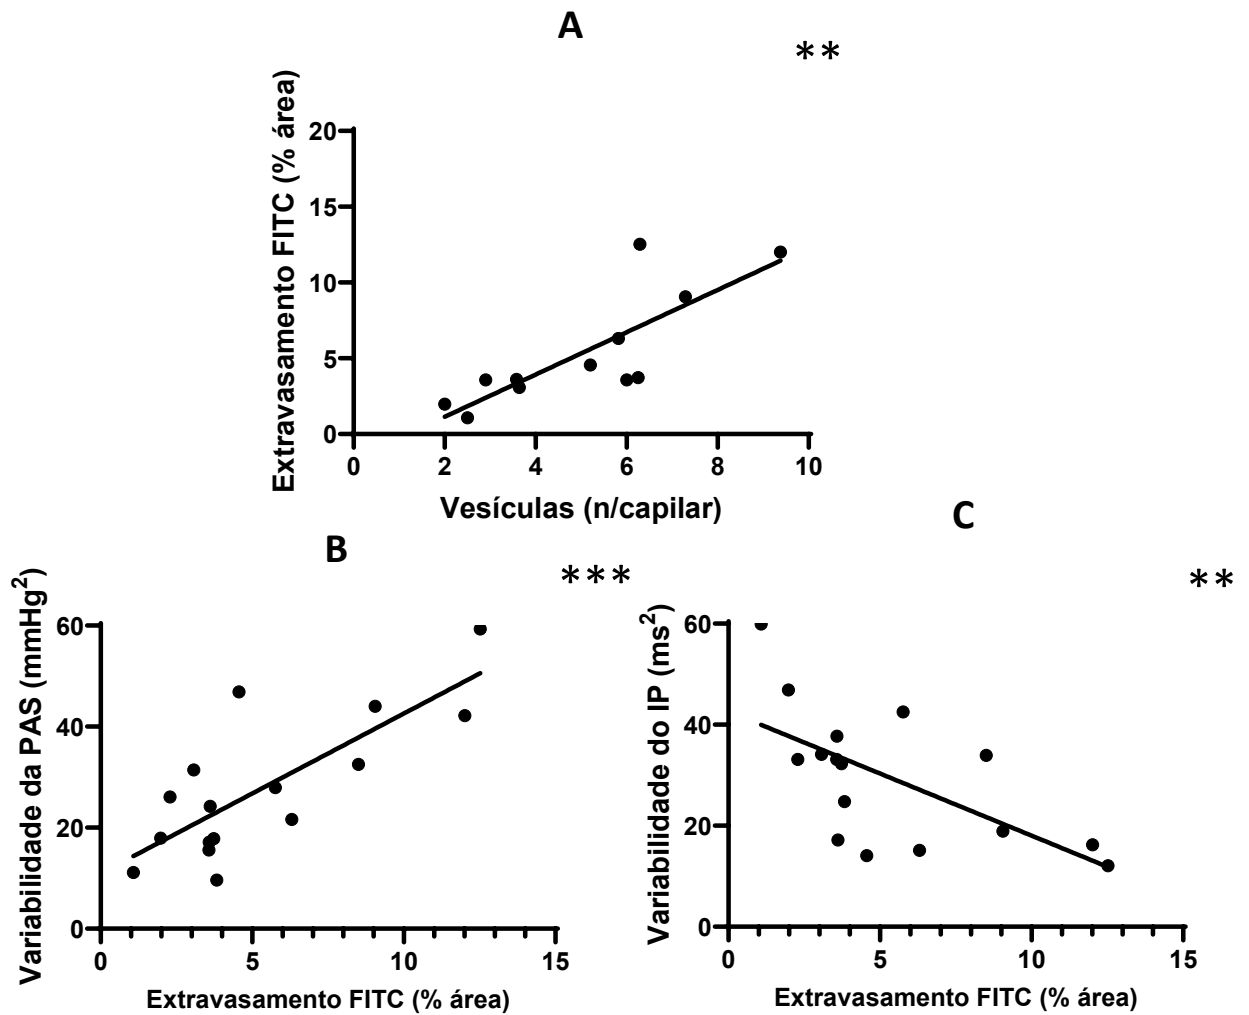 A
**
Extravasamento FITC (% área)
20
15
10
5
0
0 2 4 6 8 10
Vesículas (n/capilar)
B
***
Variabilidade da PAS (mmHg²)
60
40
20
0
0 5 10 15
Extravasamento FITC (% área)
C
**
Variabilidade do IP (ms²)
60
40
20
0
0 5 10 15
Extravasamento FITC (% área)